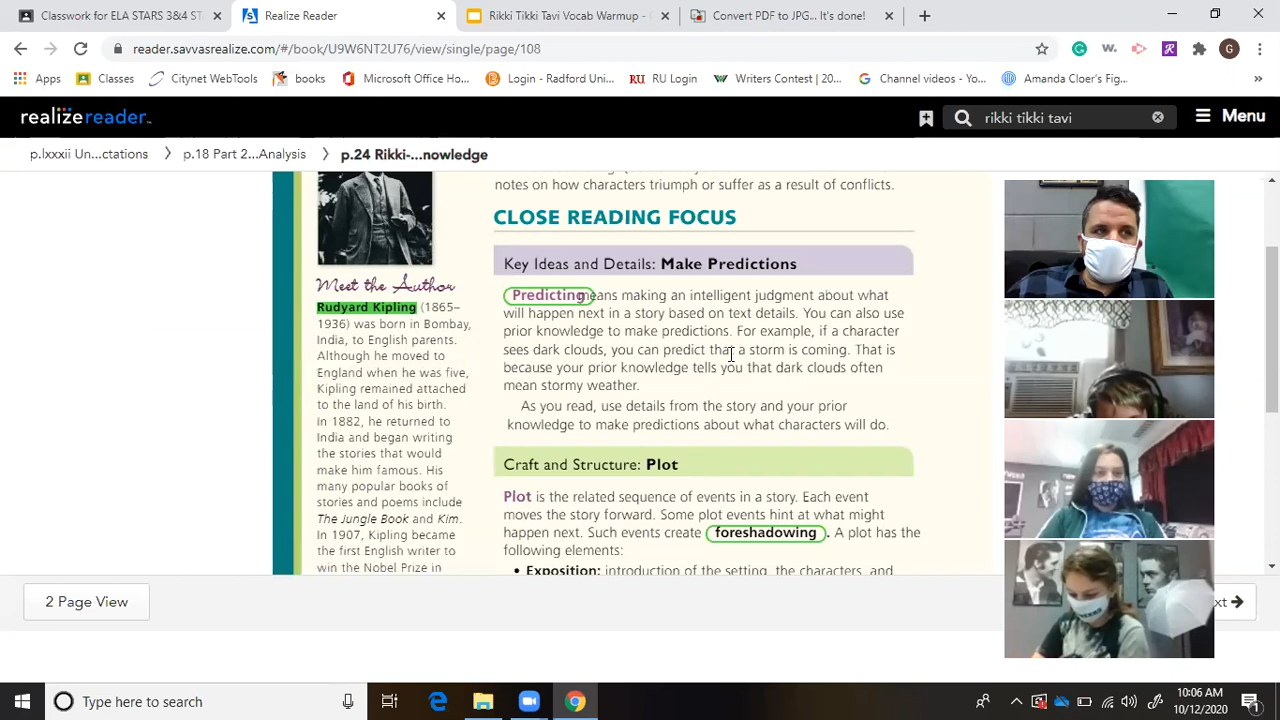 Classwork for ELA STARS 3&4 ST
Realize Reader
Rikki Tikki Tavi Vocab Warmup -
Convert PDF to JPG... It's done!
reader.savvasrealize.com/#/book/U9W6NT2U76/view/single/page/108
Apps
Classes
Citynet WebTools
books
Microsoft Office Ho...
Login - Radford Uni...
RU Login
Writers Contest | 20...
Channel videos - Yo...
Amanda Cloer's Fig...
realizereader
rikki tikki tavi
Menu
p.lxxxii Un...ctations
p.18 Part 2...Analysis
p.24 Rikki-...nowledge
notes on how characters triumph or suffer as a result of conflicts.
CLOSE READING FOCUS
Key Ideas and Details: Make Predictions
Predicting means making an intelligent judgment about what
will happen next in a story based on text details. You can also use
prior knowledge to make predictions. For example, if a character
sees dark clouds, you can predict that a storm is coming. That is
because your prior knowledge tells you that dark clouds often
mean stormy weather.
As you read, use details from the story and your prior
knowledge to make predictions about what characters will do.
Craft and Structure: Plot
Plot is the related sequence of events in a story. Each event
moves the story forward. Some plot events hint at what might
happen next. Such events create foreshadowing. A plot has the
following elements:
• Exposition: introduction of the setting, the characters, and
Meet the Author
Rudyard Kipling (1865–
1936) was born in Bombay,
India, to English parents.
Although he moved to
England when he was five,
Kipling remained attached
to the land of his birth.
In 1882, he returned to
India and began writing
the stories that would
make him famous. His
many popular books of
stories and poems include
The Jungle Book and Kim.
In 1907, Kipling became
the first English writer to
win the Nobel Prize in
2 Page View
xt
Type here to search
10:06 AM
10/12/2020